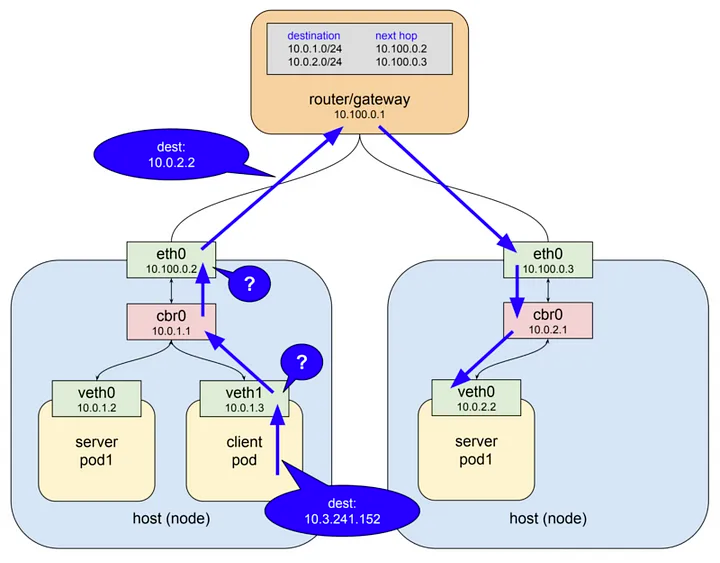 destination next hop
10.0.1.0/24 10.100.0.2
10.0.2.0/24 10.100.0.3
router/gateway
10.100.0.1
dest:
10.0.2.2
eth0
10.100.0.2
?
cbr0
10.0.1.1
?
veth0
10.0.1.2
veth1
10.0.1.3
server
pod1
client
pod
dest:
10.3.241.152
host (node)
eth0
10.100.0.3
cbr0
10.0.2.1
veth0
10.0.2.2
server
pod1
host (node)